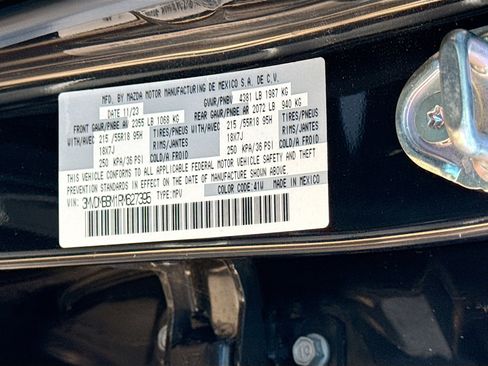 MFD. BY MAZDA MOTOR MANUFACTURING DE MEXICO S.A. DE C.V.
DATE 11/23 GVWR/PNBV 4381 LB 1987 KG
FRONT GAWR/PNBE AV 2355 LB 1068 KG REAR GAWR/PNBE AR 2072 LB 940 KG
WITH/AVEC 215/55R18 95H TIRES/PNEUS WITH/AVEC 215/55R18 95H TIRES/PNEUS
18X7J RIMS/JANTES 18X7J RIMS/JANTES
250 KPA/36 PSI COLD/A FROID 250 KPA/36 PSI COLD/A FROID
THIS VEHICLE CONFORMS TO ALL APPLICABLE FEDERAL MOTOR VEHICLE SAFETY AND THEFT
PREVENTION STANDARDS IN EFFECT ON THE DATE OF MANUFACTURE SHOWN ABOVE.
VIN: 3MVDMBBM1RM627395 TYPE:MPV COLOR CODE:41W MADE IN MEXICO